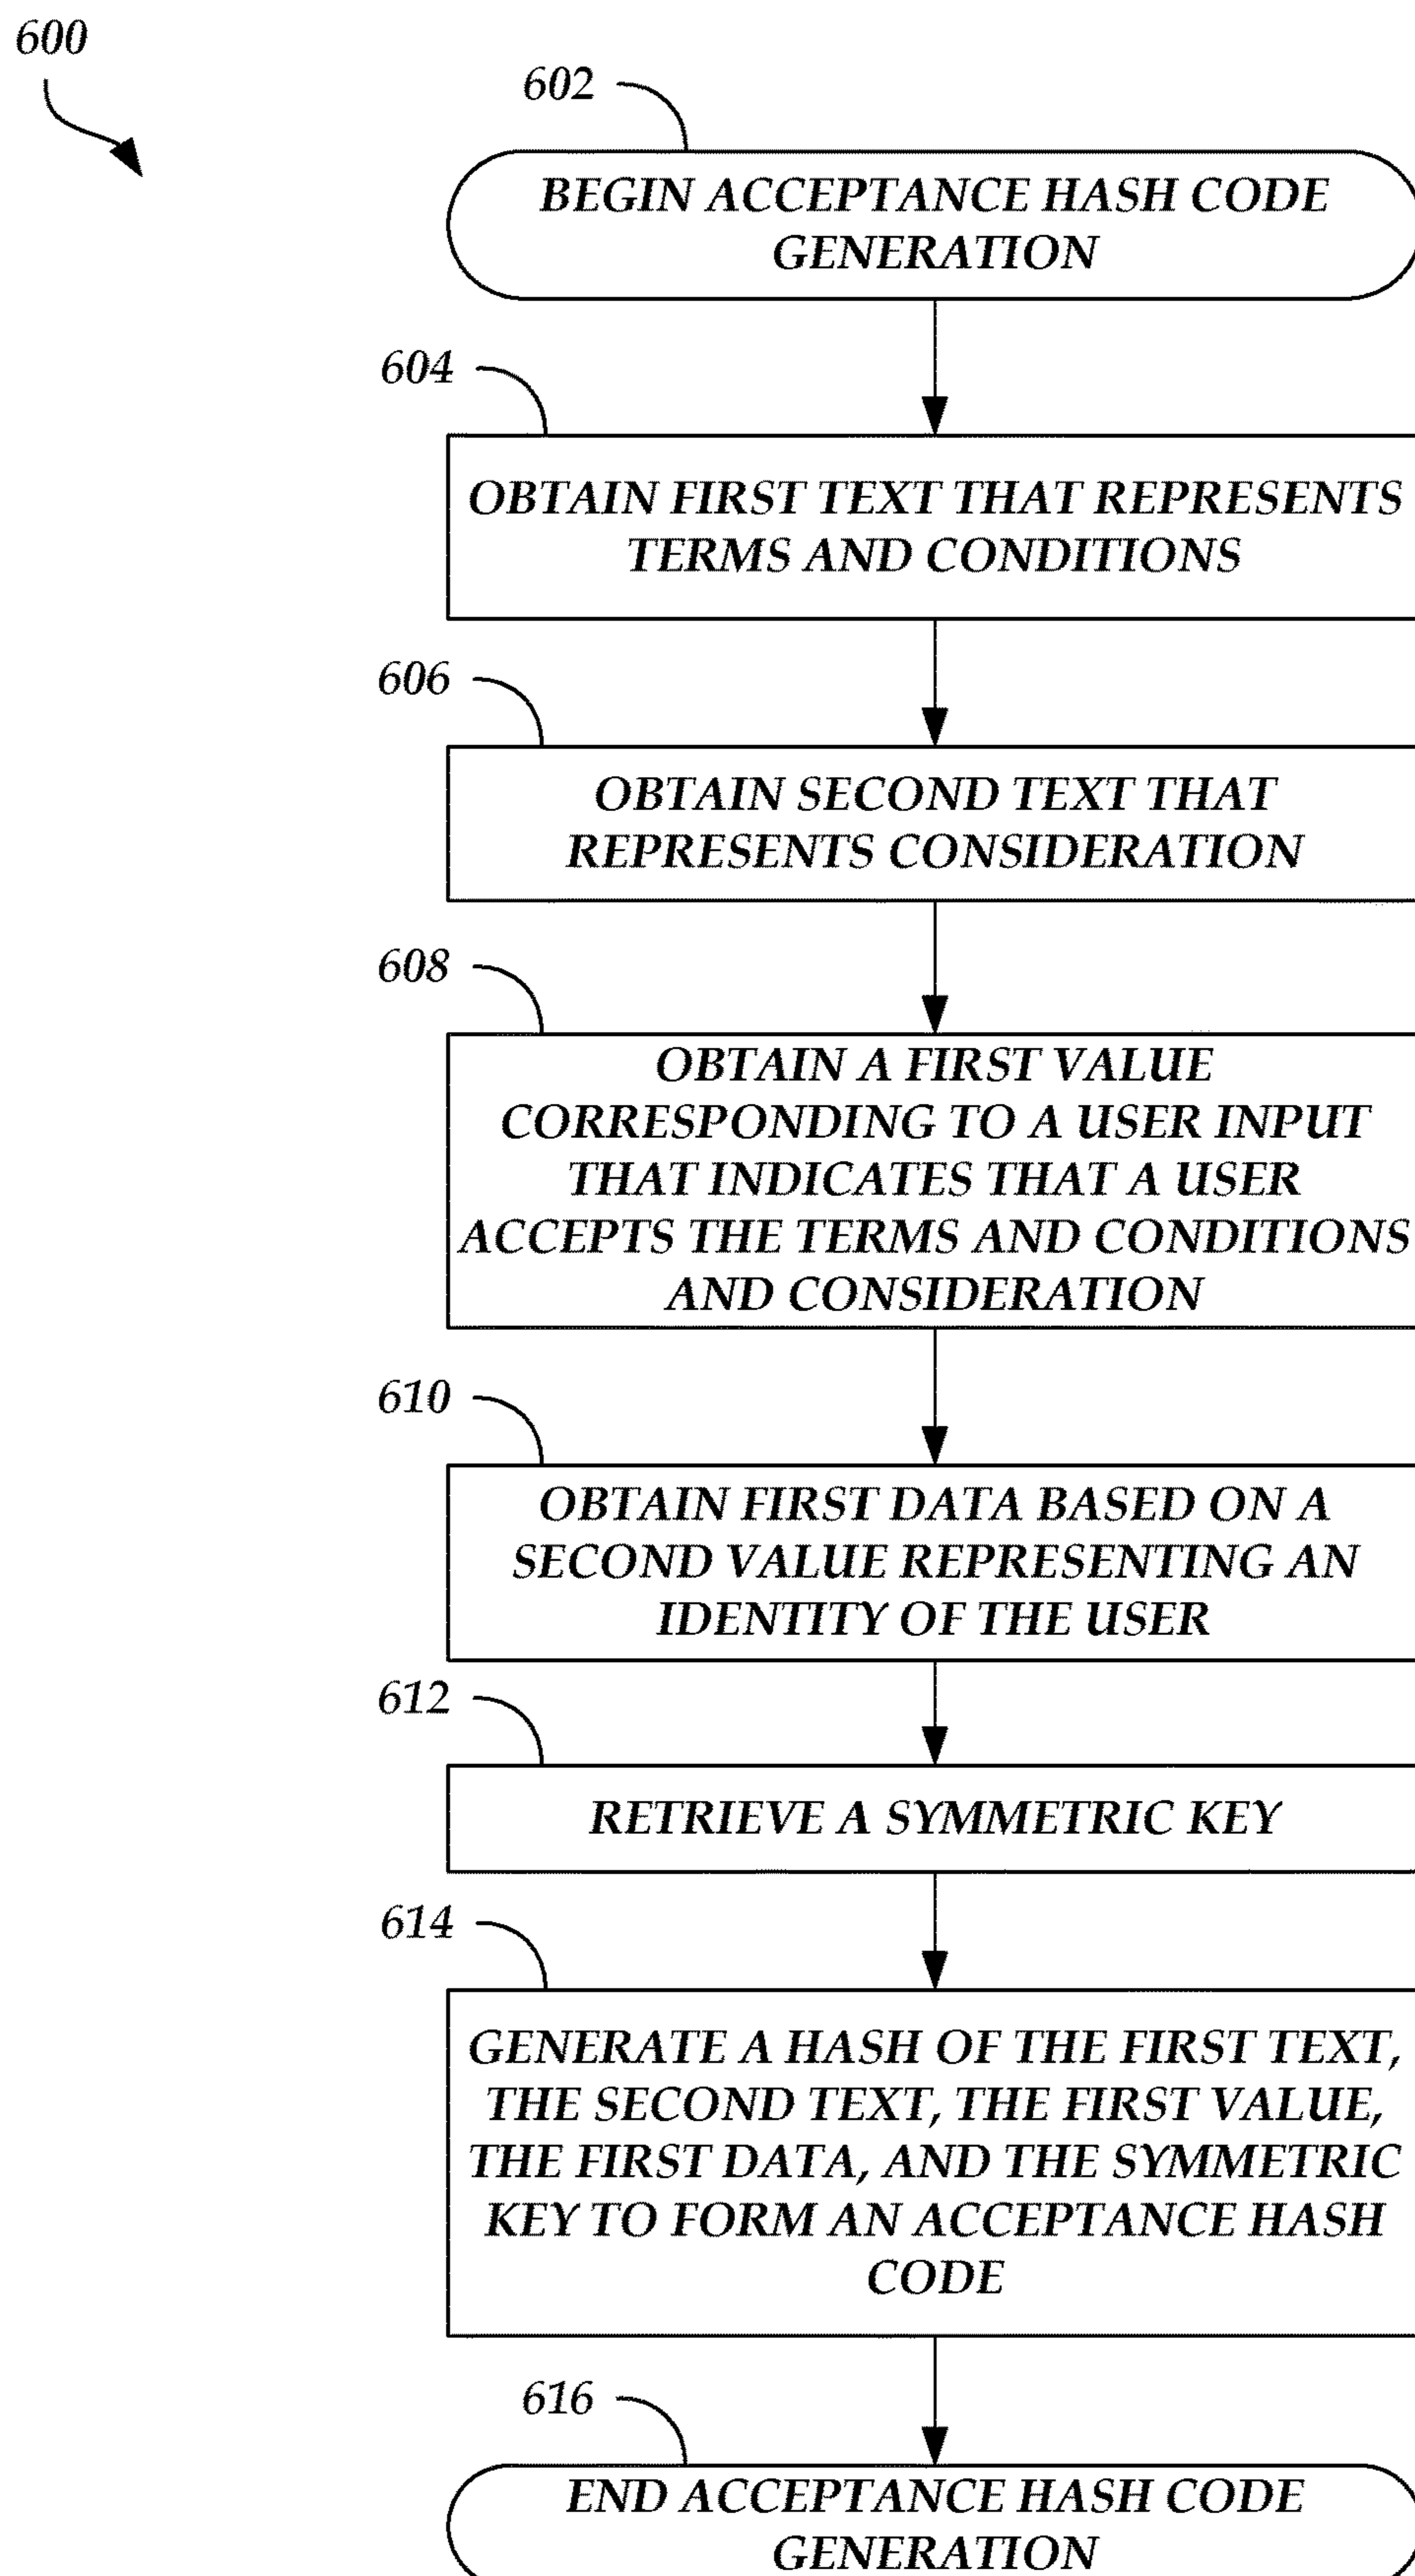 600
602
BEGIN ACCEPTANCE HASH CODE
GENERATION
604
OBTAIN FIRST TEXT THAT REPRESENTS
TERMS AND CONDITIONS
606
OBTAIN SECOND TEXT THAT
REPRESENTS CONSIDERATION
608
OBTAIN A FIRST VALUE
CORRESPONDING TO A USER INPUT
THAT INDICATES THAT A USER
ACCEPTS THE TERMS AND CONDITIONS
AND CONSIDERATION
610
OBTAIN FIRST DATA BASED ON A
SECOND VALUE REPRESENTING AN
IDENTITY OF THE USER
612
RETRIEVE A SYMMETRIC KEY
614
GENERATE A HASH OF THE FIRST TEXT,
THE SECOND TEXT, THE FIRST VALUE,
THE FIRST DATA, AND THE SYMMETRIC
KEY TO FORM AN ACCEPTANCE HASH
CODE
616
END ACCEPTANCE HASH CODE
GENERATION